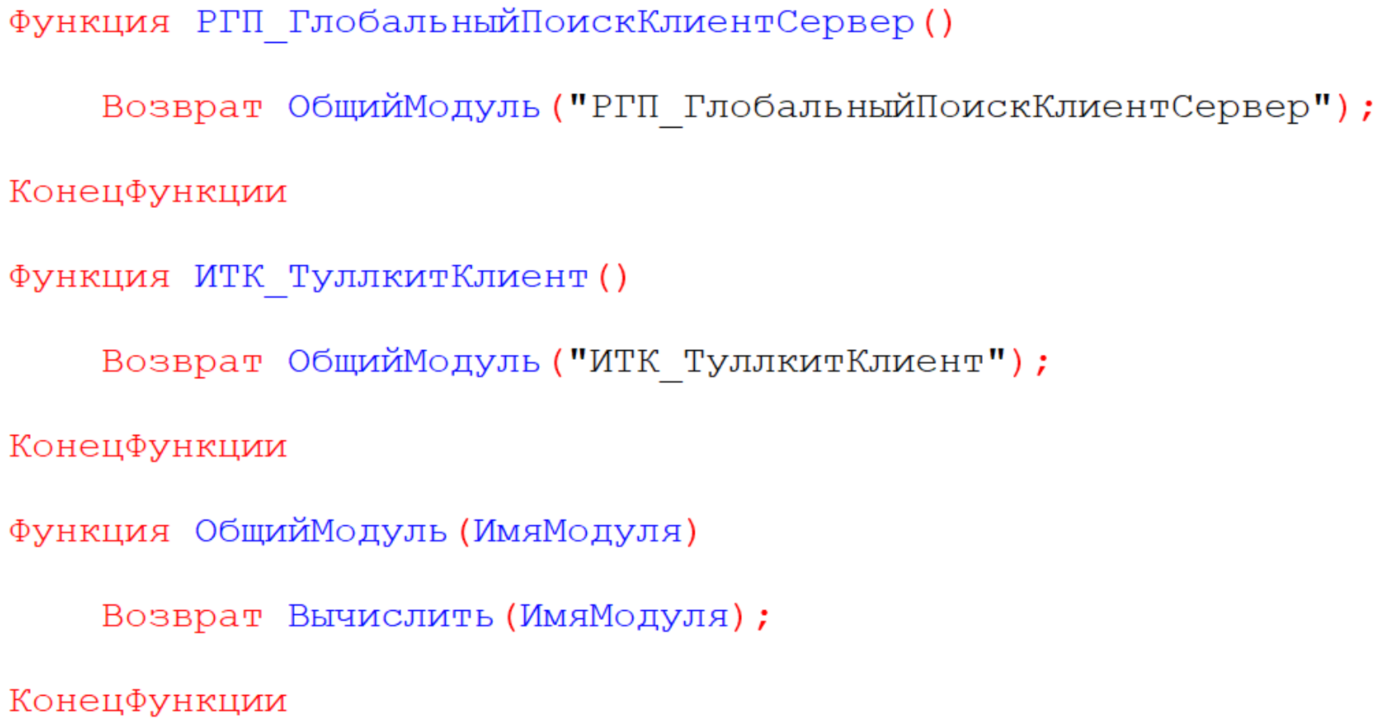 Функция РГП_ГлобальныйПоискКлиентСервер()
Возврат ОбщийМодуль("РГП_ГлобальныйПоискКлиентСервер");
КонецФункции
Функция ИТК_ТуллкитКлиент()
Возврат ОбщийМодуль("ИТК_ТуллкитКлиент");
КонецФункции
Функция ОбщийМодуль(ИмяМодуля)
Возврат Вычислить(ИмяМодуля);
КонецФункции